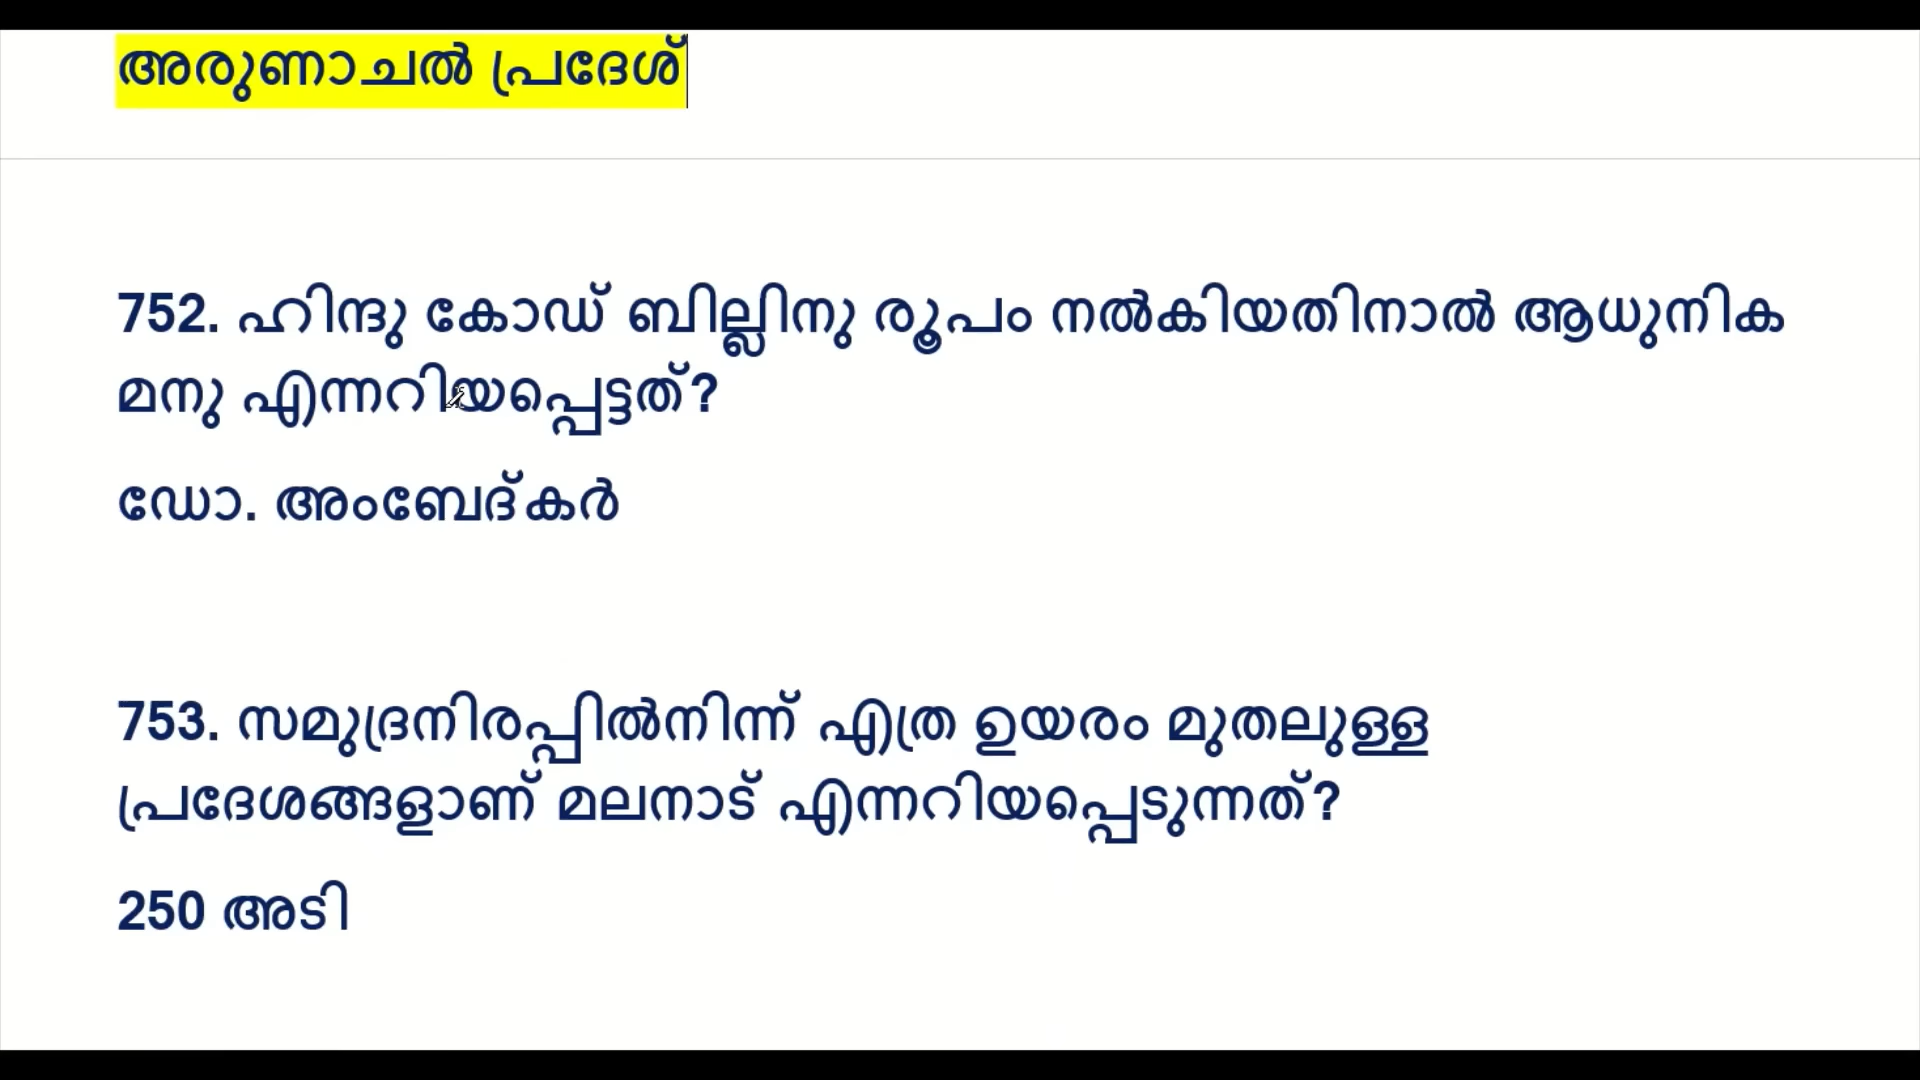 അരുണാചൽ പ്രദേശ്
752. ഹിന്ദു കോഡ് ബില്ലിനു രൂപം നൽകിയതിനാൽ ആധുനിക
മനു എന്നറിയപ്പെട്ടത്?
ഡോ. അംബേദ്കർ
753. സമുദ്രനിരപ്പിൽനിന്ന് എത്ര ഉയരം മുതലുള്ള
പ്രദേശങ്ങളാണ് മലനാട് എന്നറിയപ്പെടുന്നത്?
250 അടി